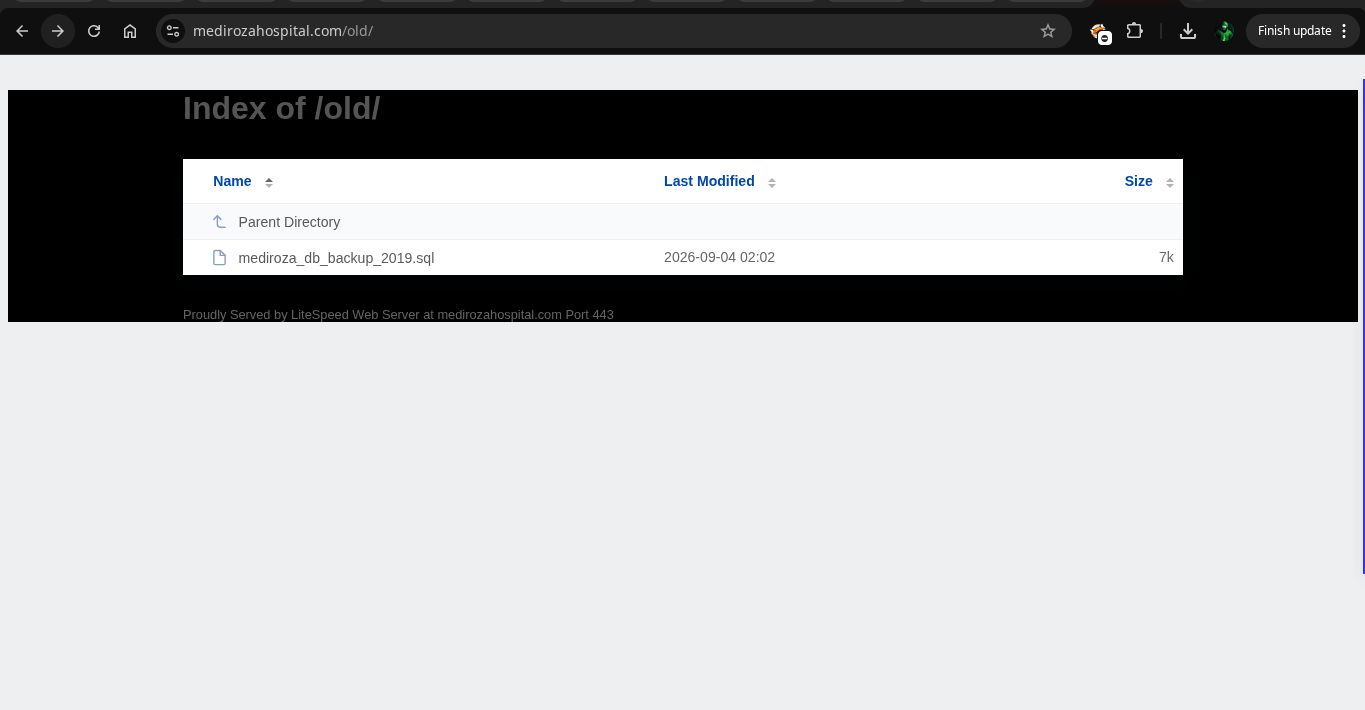 medirozahospital.com/old/
Finish update
Index of /old/
Name Last Modified Size
Parent Directory
mediroza_db_backup_2019.sql 2026-09-04 02:02 7k
Proudly Served by LiteSpeed Web Server at medirozahospital.com Port 443